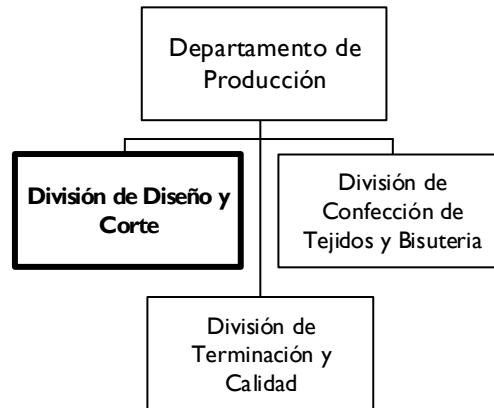 Departamento de
Producción
División de Diseño y
Corte
División de
Confección de
Tejidos y Bisuteria
División de
Terminación y
Calidad